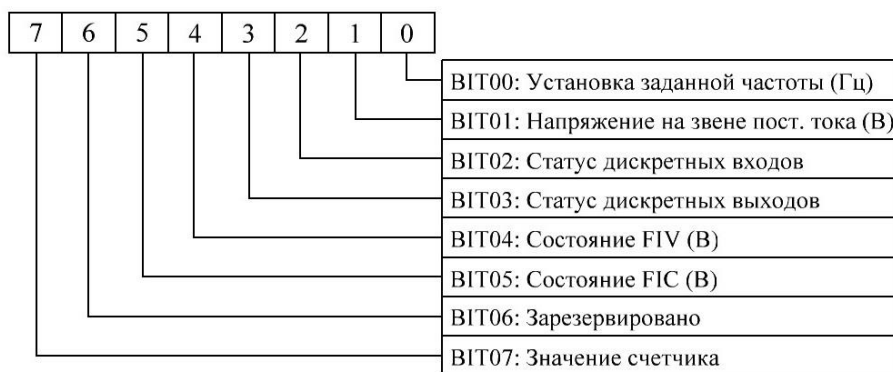 7 6 5 4 3 2 1 0
BIT00: Установка заданной частоты (Гц)
BIT01: Напряжение на звене пост. тока (В)
BIT02: Статус дискретных входов
BIT03: Статус дискретных выходов
BIT04: Состояние FIV (В)
BIT05: Состояние FIC (В)
BIT06: Зарезервировано
BIT07: Значение счетчика